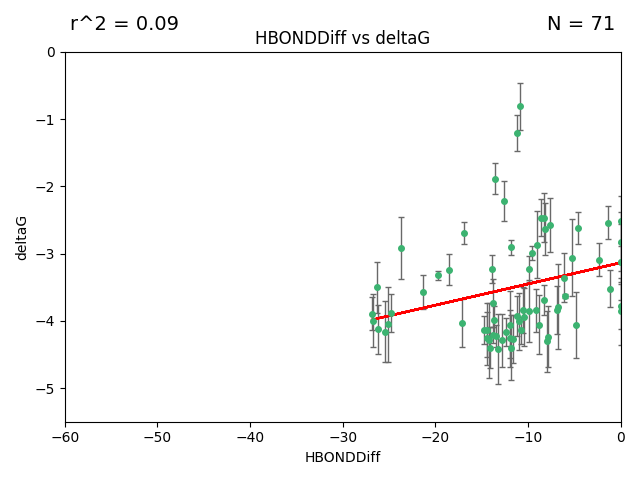 r^2 = 0.09
N = 71
HBONDDiff vs deltaG
0
−1
−2
−3
−4
−5
deltaG
−60
−50
−40
−30
−20
−10
0
HBONDDiff